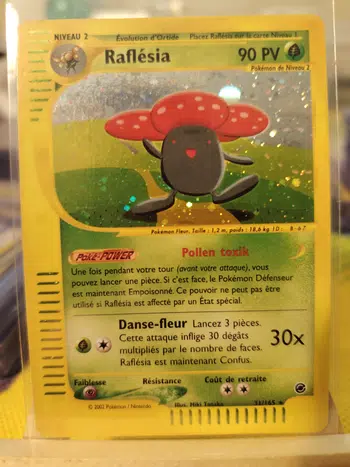 NIVEAU 2 Évolution d'Ortide Placez Raflésia sur la carte Niveau 1
Raflésia 90 PV
Pokémon de Niveau 2
Pokémon Fleur, Taille : 1,2 m, poids : 18,6 kg
POKé-POWER Pollen toxik
Une fois pendant votre tour (avant votre attaque), vous
pouvez lancer une pièce. Si c'est face, le Pokémon Défenseur
est maintenant Empoisonné. Ce pouvoir ne peut pas être
utilisé si Raflésia est affecté par un État spécial.
Danse-fleur Lancez 3 pièces.
Cette attaque inflige 30 dégâts 30x
multipliés par le nombre de faces.
Raflésia est maintenant Confus.
Faiblesse Résistance Coût de retraite
© 2002 Pokémon / Nintendo
Illus. Miki Tanaka /165